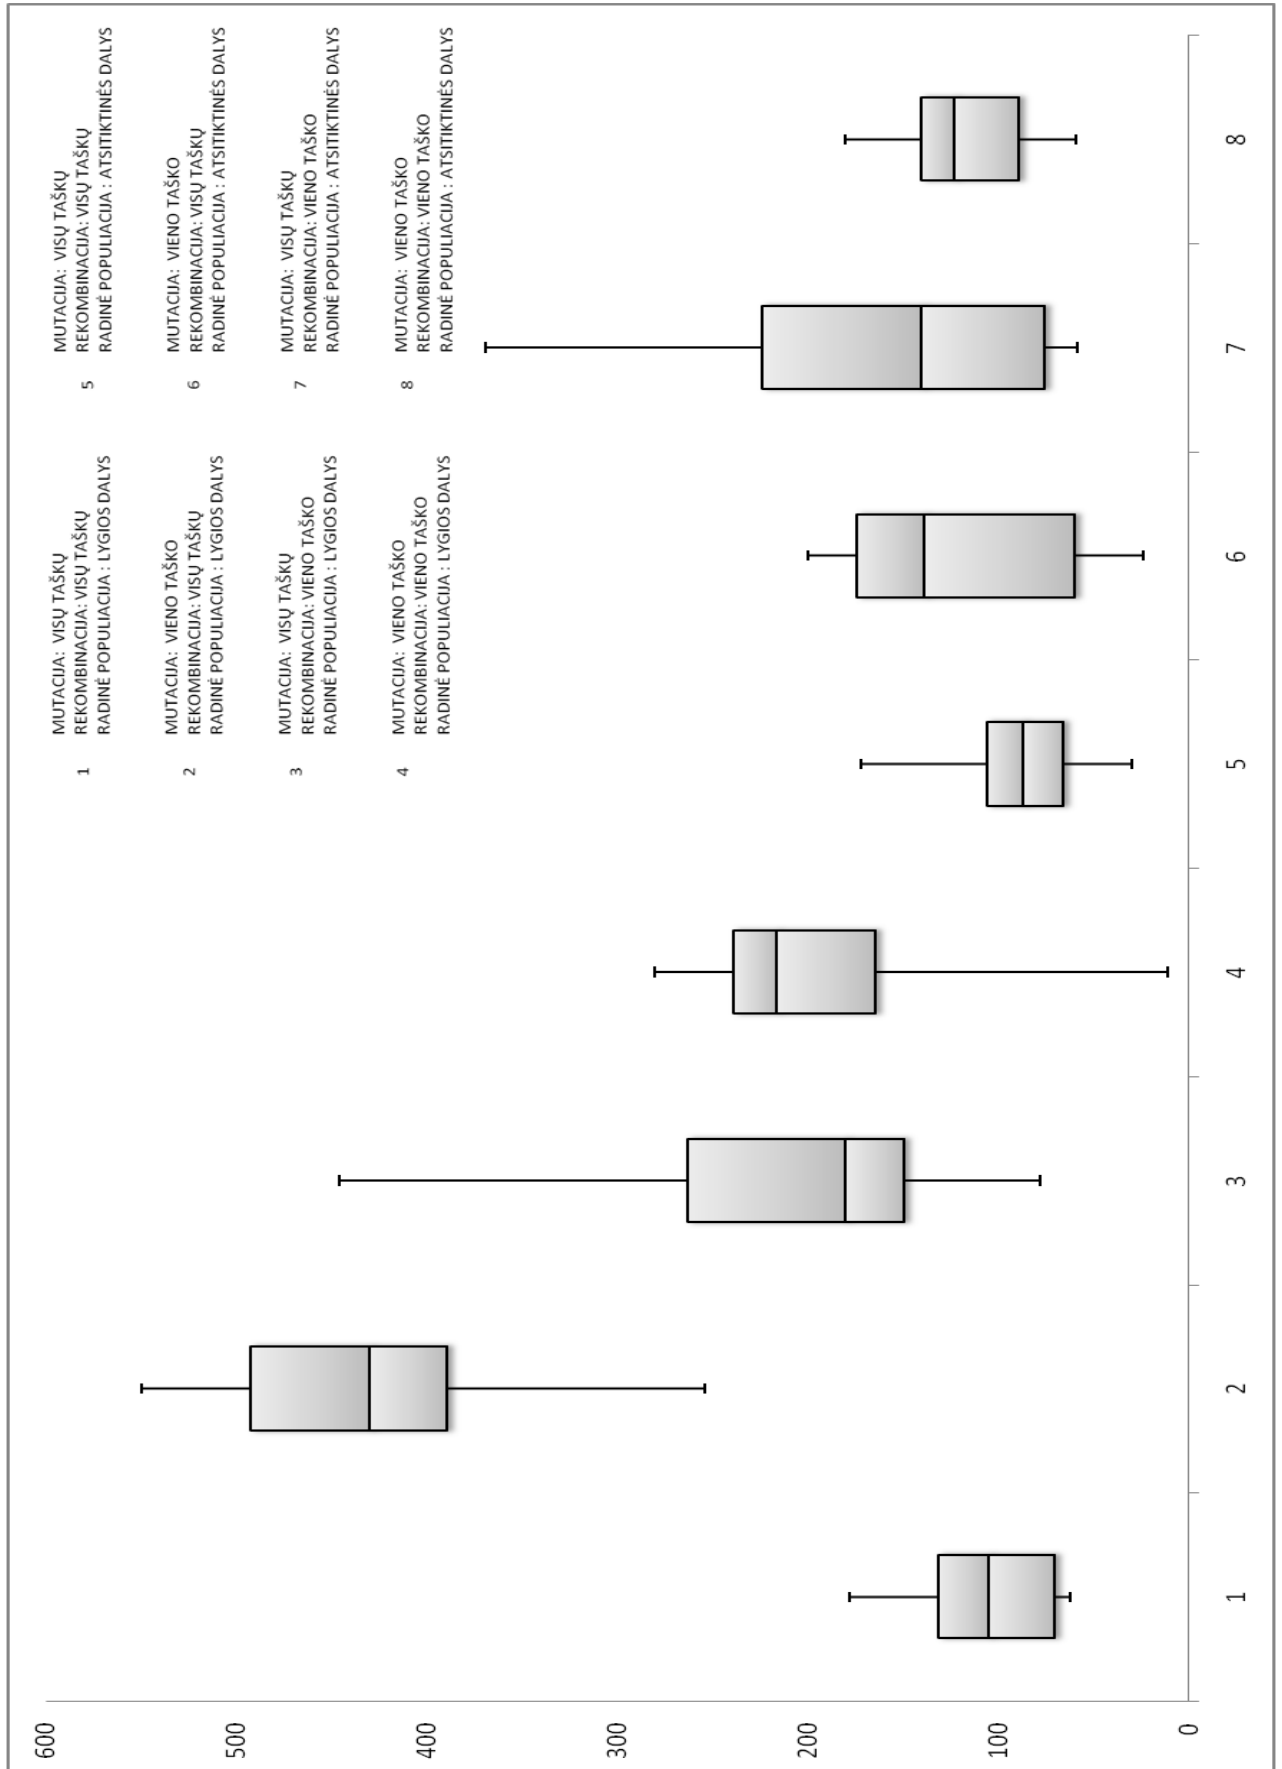 600
500
400
300
200
100
0
1
2
3
4
5
6
7
8
1
MUTACIJA: VISŲ TAŠKŲ
REKOMBINACIJA: VISŲ TAŠKŲ
RADINĖ POPULIACIJA : LYGIOS DALYS
2
MUTACIJA: VIENO TAŠKO
REKOMBINACIJA: VISŲ TAŠKŲ
RADINĖ POPULIACIJA : LYGIOS DALYS
3
MUTACIJA: VISŲ TAŠKŲ
REKOMBINACIJA: VIENO TAŠKO
RADINĖ POPULIACIJA : LYGIOS DALYS
4
MUTACIJA: VIENO TAŠKO
REKOMBINACIJA: VIENO TAŠKO
RADINĖ POPULIACIJA : LYGIOS DALYS
5
MUTACIJA: VISŲ TAŠKŲ
REKOMBINACIJA: VISŲ TAŠKŲ
RADINĖ POPULIACIJA : ATSITIKTINĖS DALYS
6
MUTACIJA: VIENO TAŠKO
REKOMBINACIJA: VISŲ TAŠKŲ
RADINĖ POPULIACIJA : ATSITIKTINĖS DALYS
7
MUTACIJA: VISŲ TAŠKŲ
REKOMBINACIJA: VIENO TAŠKO
RADINĖ POPULIACIJA : ATSITIKTINĖS DALYS
8
MUTACIJA: VIENO TAŠKO
REKOMBINACIJA: VIENO TAŠKO
RADINĖ POPULIACIJA : ATSITIKTINĖS DALYS